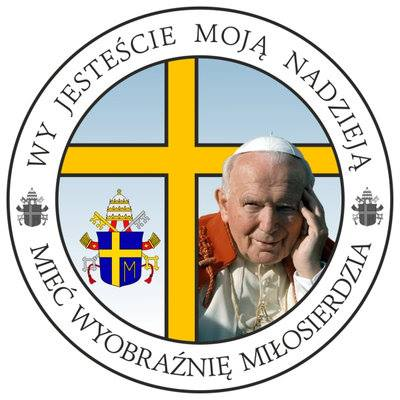 WY JESTEŚCIE MOJĄ NADZIEJĄ
M
MIEĆ WYOBRAŹNIĘ MIŁOSIERDZIA